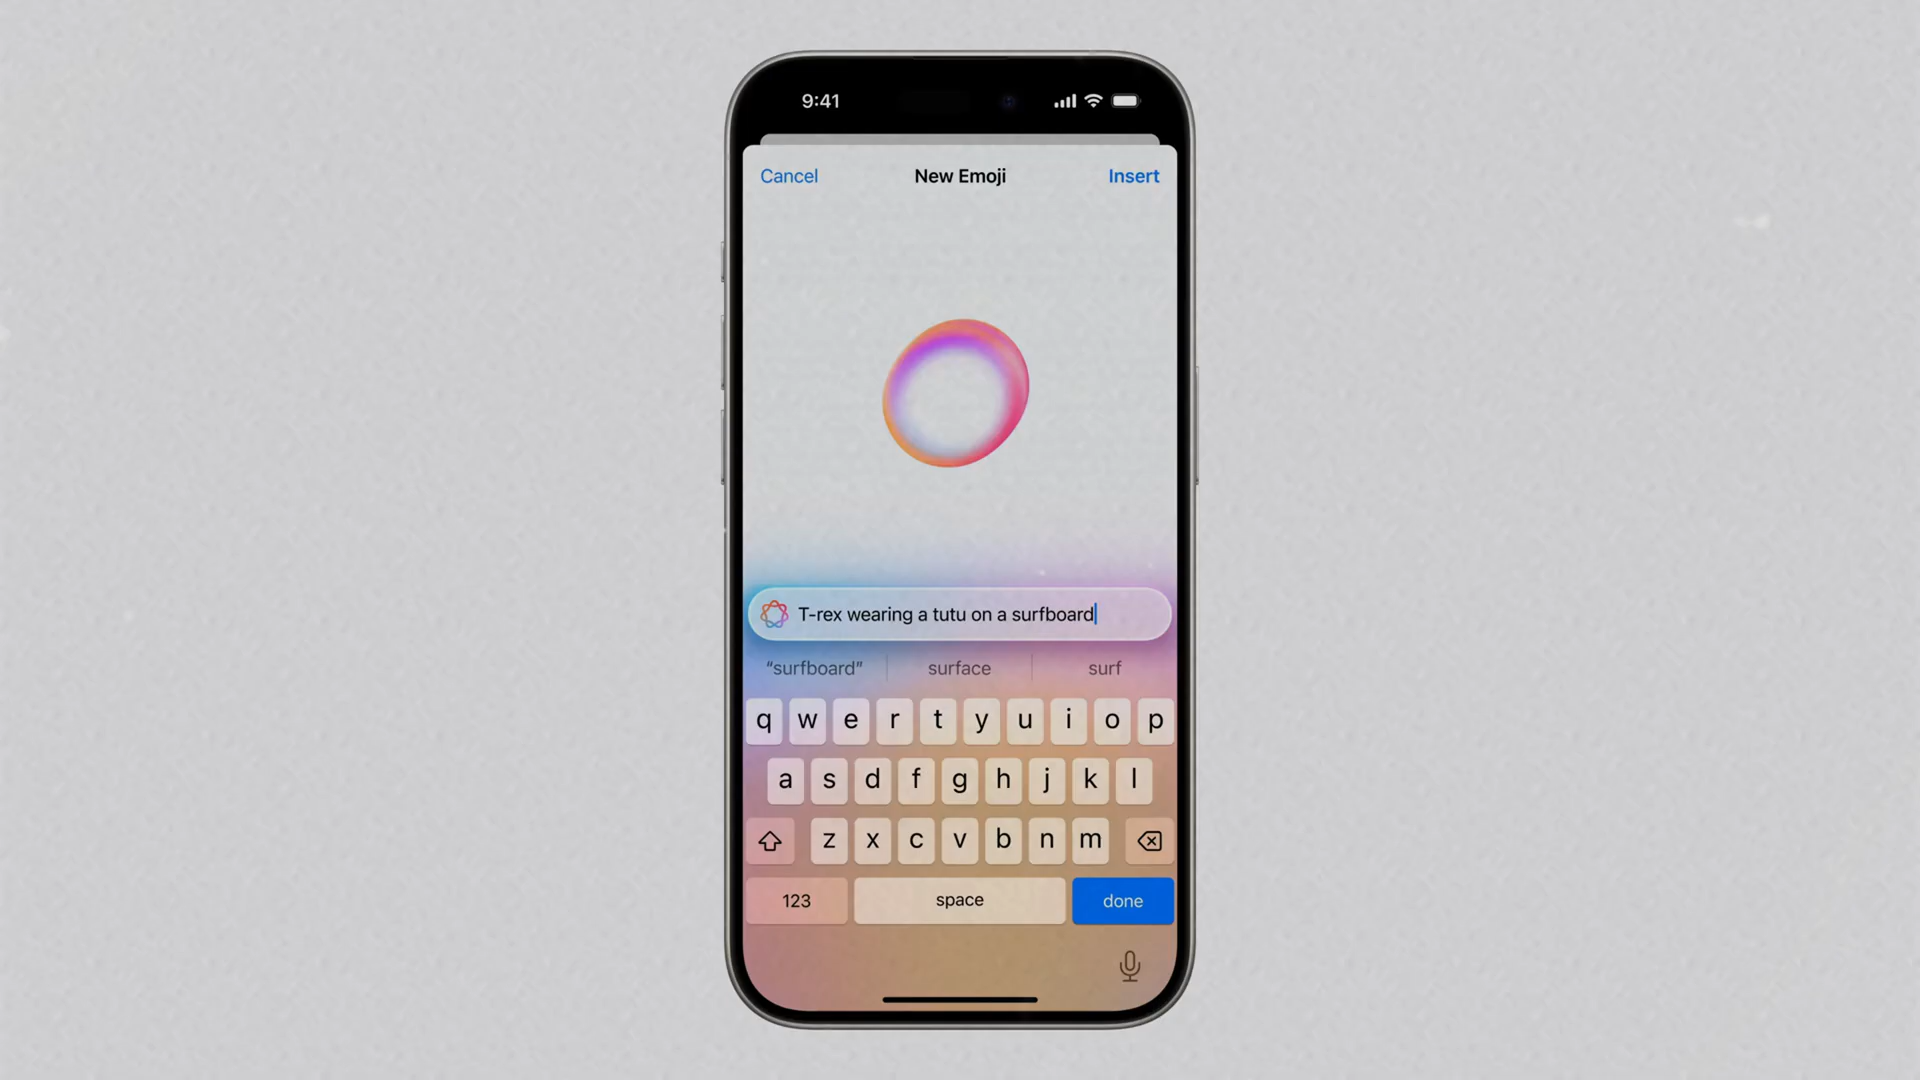 9:41
Cancel New Emoji Insert
T-rex wearing a tutu on a surfboard
“surfboard” surface surf
q w e r t y u i o p
a s d f g h j k l
z x c v b n m
123 space done